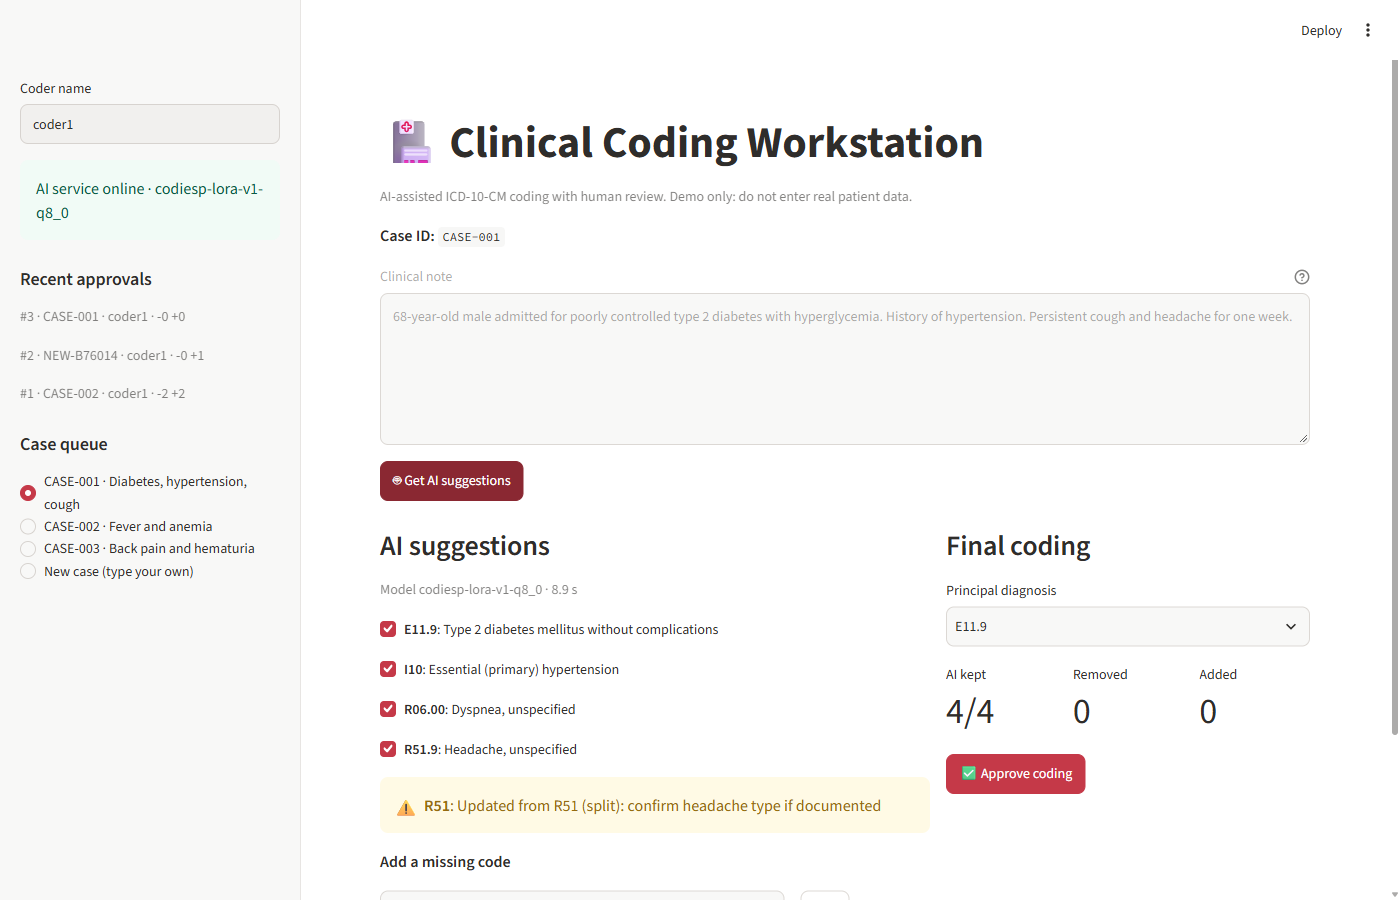 Deploy
Coder name
coder1
AI service online · codiesp-lora-v1-
q8_0
Recent approvals
#3 · CASE-001 · coder1 · -0 +0
#2 · NEW-B76014 · coder1 · -0 +1
#1 · CASE-002 · coder1 · -2 +2
Case queue
CASE-001 · Diabetes, hypertension,
cough
CASE-002 · Fever and anemia
CASE-003 · Back pain and hematuria
New case (type your own)
Clinical Coding Workstation
AI-assisted ICD-10-CM coding with human review. Demo only: do not enter real patient data.
Case ID: CASE-001
Clinical note
68-year-old male admitted for poorly controlled type 2 diabetes with hyperglycemia. History of hypertension. Persistent cough and headache for one week.
Get AI suggestions
AI suggestions
Model codiesp-lora-v1-q8_0 · 8.9 s
E11.9: Type 2 diabetes mellitus without complications
I10: Essential (primary) hypertension
R06.00: Dyspnea, unspecified
R51.9: Headache, unspecified
R51: Updated from R51 (split): confirm headache type if documented
Add a missing code
Final coding
Principal diagnosis
E11.9
AI kept Removed Added
4/4 0 0
Approve coding